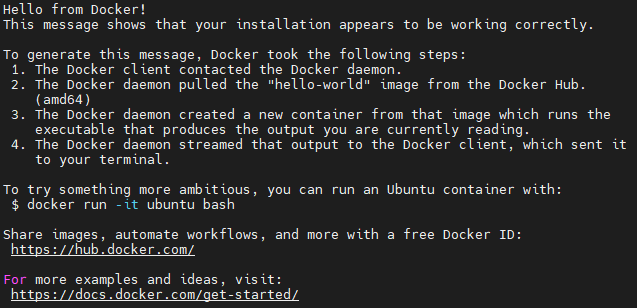 Hello from Docker!
This message shows that your installation appears to be working correctly.
To generate this message, Docker took the following steps:
1. The Docker client contacted the Docker daemon.
2. The Docker daemon pulled the "hello-world" image from the Docker Hub.
(amd64)
3. The Docker daemon created a new container from that image which runs the
executable that produces the output you are currently reading.
4. The Docker daemon streamed that output to the Docker client, which sent it
to your terminal.
To try something more ambitious, you can run an Ubuntu container with:
$ docker run -it ubuntu bash
Share images, automate workflows, and more with a free Docker ID:
https://hub.docker.com/
For more examples and ideas, visit:
https://docs.docker.com/get-started/